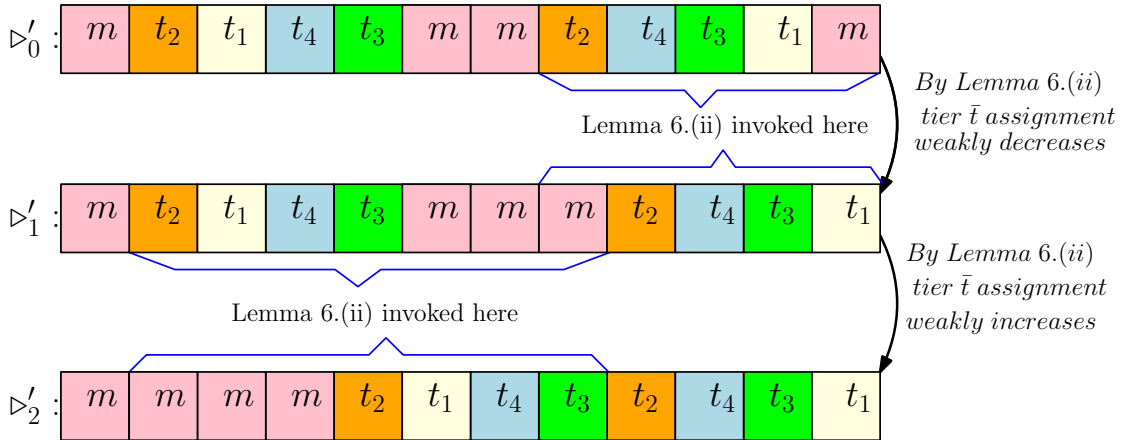 ▷′₀ : m t₂ t₁ t₄ t₃ m m t₂ t₄ t₃ t₁ m
By Lemma 6.(ii)
tier t̄ assignment
weakly decreases
Lemma 6.(ii) invoked here
▷′₁ : m t₂ t₁ t₄ t₃ m m m t₂ t₄ t₃ t₁
By Lemma 6.(ii)
tier t̄ assignment
weakly increases
Lemma 6.(ii) invoked here
▷′₂ : m m m m t₂ t₁ t₄ t₃ t₂ t₄ t₃ t₁